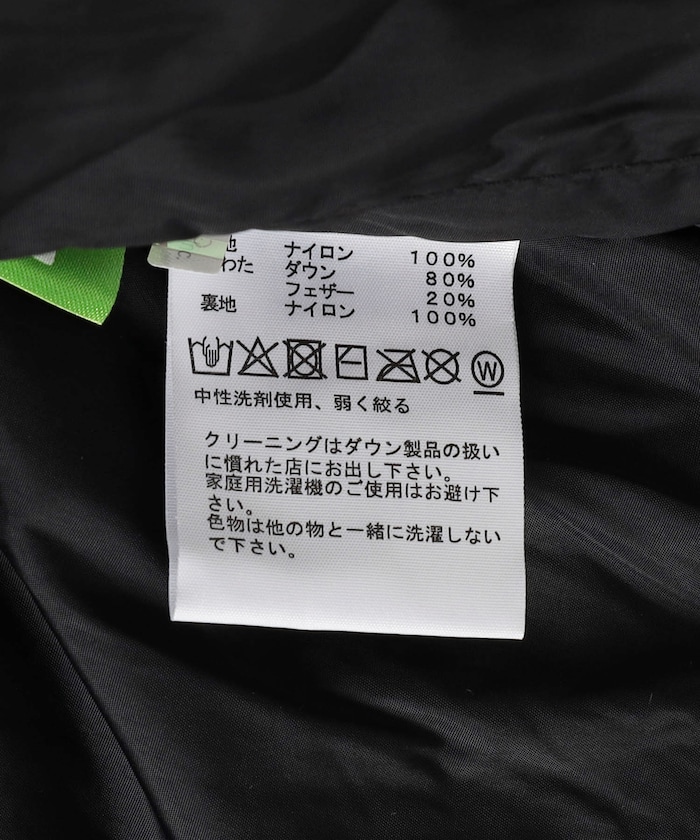 地 ナイロン 100%
わた ダウン 80%
フェザー 20%
裏地 ナイロン 100%
W
中性洗剤使用、弱く絞る
クリーニングはダウン製品の扱い
に慣れた店にお出し下さい。
家庭用洗濯機のご使用はお避け下
さい。
色物は他の物と一緒に洗濯しない
で下さい。